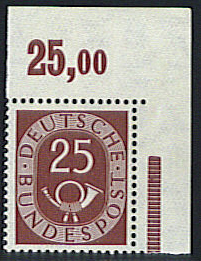 25,00
· DEUTSCHE ·
25
BUNDESPOST